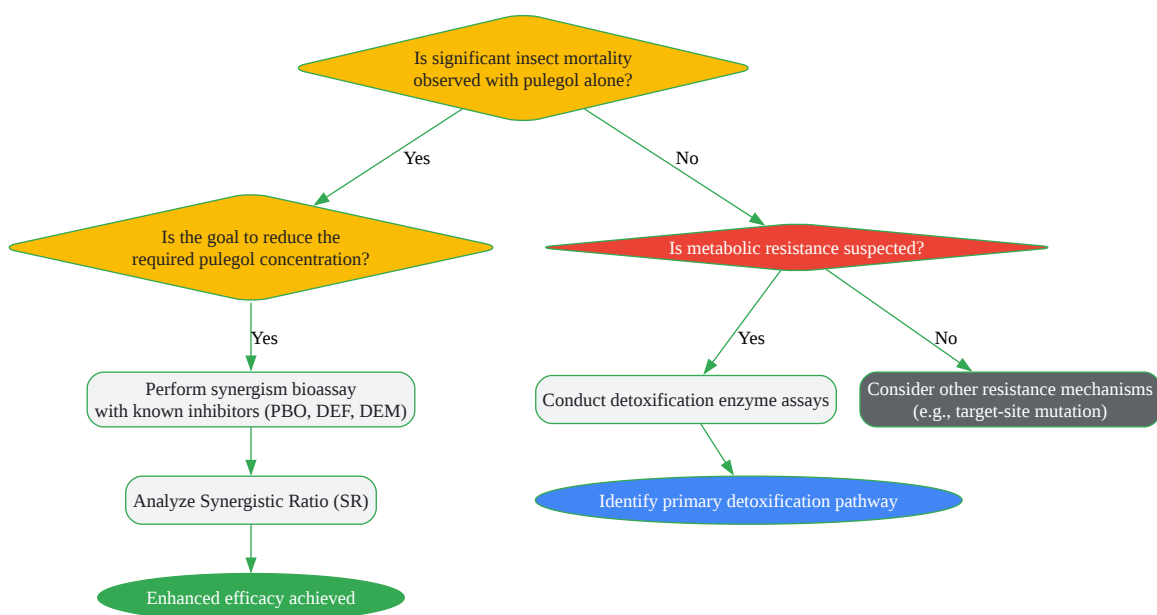 Is significant insect mortality
observed with pulegol alone?
Yes
No
Is the goal to reduce the
required pulegol concentration?
Is metabolic resistance suspected?
Yes
Yes
No
Perform synergism bioassay
with known inhibitors (PBO, DEF, DEM)
Conduct detoxification enzyme assays
Consider other resistance mechanisms
(e.g., target-site mutation)
Analyze Synergistic Ratio (SR)
Identify primary detoxification pathway
Enhanced efficacy achieved